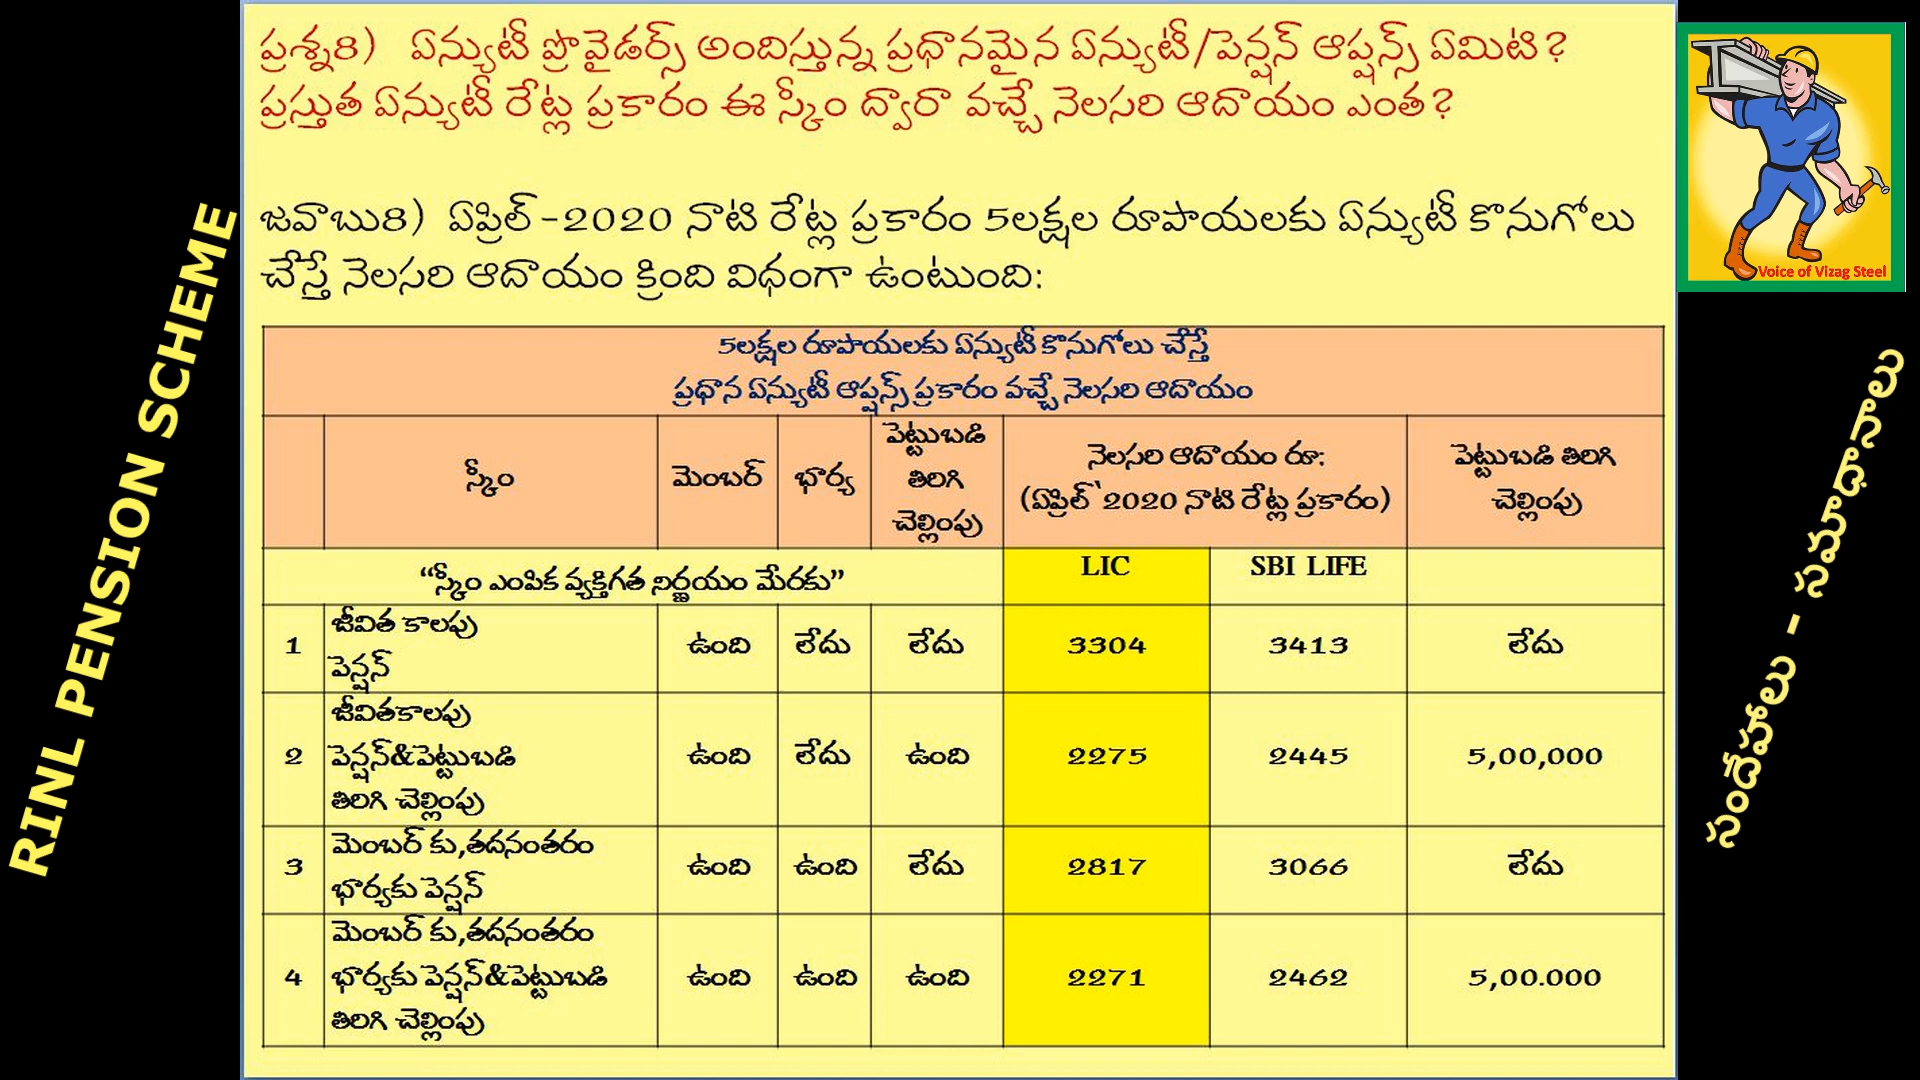 ప్రశ్న8) ఏన్యుటీ ప్రొవైడర్స్ అందిస్తున్న ప్రధానమైన ఏన్యుటీ/పెన్షన్ ఆప్షన్స్ ఏమిటి?
ప్రస్తుత ఏన్యుటీ రేట్ల ప్రకారం ఈ స్కీం ద్వారా వచ్చే నెలసరి ఆదాయం ఎంత?
జవాబు8) ఏప్రిల్-2020 నాటి రేట్ల ప్రకారం 5లక్షల రూపాయలకు ఏన్యుటీ కొనుగోలు
చేస్తే నెలసరి ఆదాయం క్రింది విధంగా ఉంటుంది:
5లక్షల రూపాయలకు ఏన్యుటీ కొనుగోలు చేస్తే
ప్రధాన ఏన్యుటీ ఆప్షన్స్ ప్రకారం వచ్చే నెలసరి ఆదాయం
స్కీం
మెంబర్
భార్య
పెట్టుబడి
తిరిగి
చెల్లింపు
నెలసరి ఆదాయం రూ:
(ఏప్రిల్`2020 నాటి రేట్ల ప్రకారం)
పెట్టుబడి తిరిగి
చెల్లింపు
“స్కీం ఎంపిక వ్యక్తిగత నిర్ణయం మేరకు”
LIC
SBI LIFE
1
జీవిత కాలపు
పెన్షన్
ఉంది
లేదు
లేదు
3304
3413
లేదు
2
జీవితకాలపు
పెన్షన్&పెట్టుబడి
తిరిగి చెల్లింపు
ఉంది
లేదు
ఉంది
2275
2445
5,00,000
3
మెంబర్ కు,తదనంతరం
భార్యకు పెన్షన్
ఉంది
ఉంది
లేదు
2817
3066
లేదు
4
మెంబర్ కు,తదనంతరం
భార్యకు పెన్షన్&పెట్టుబడి
తిరిగి చెల్లింపు
ఉంది
ఉంది
ఉంది
2271
2462
5,00.000
RINL PENSION SCHEME
Voice of Vizag Steel
సందేహాలు - సమాధానాలు